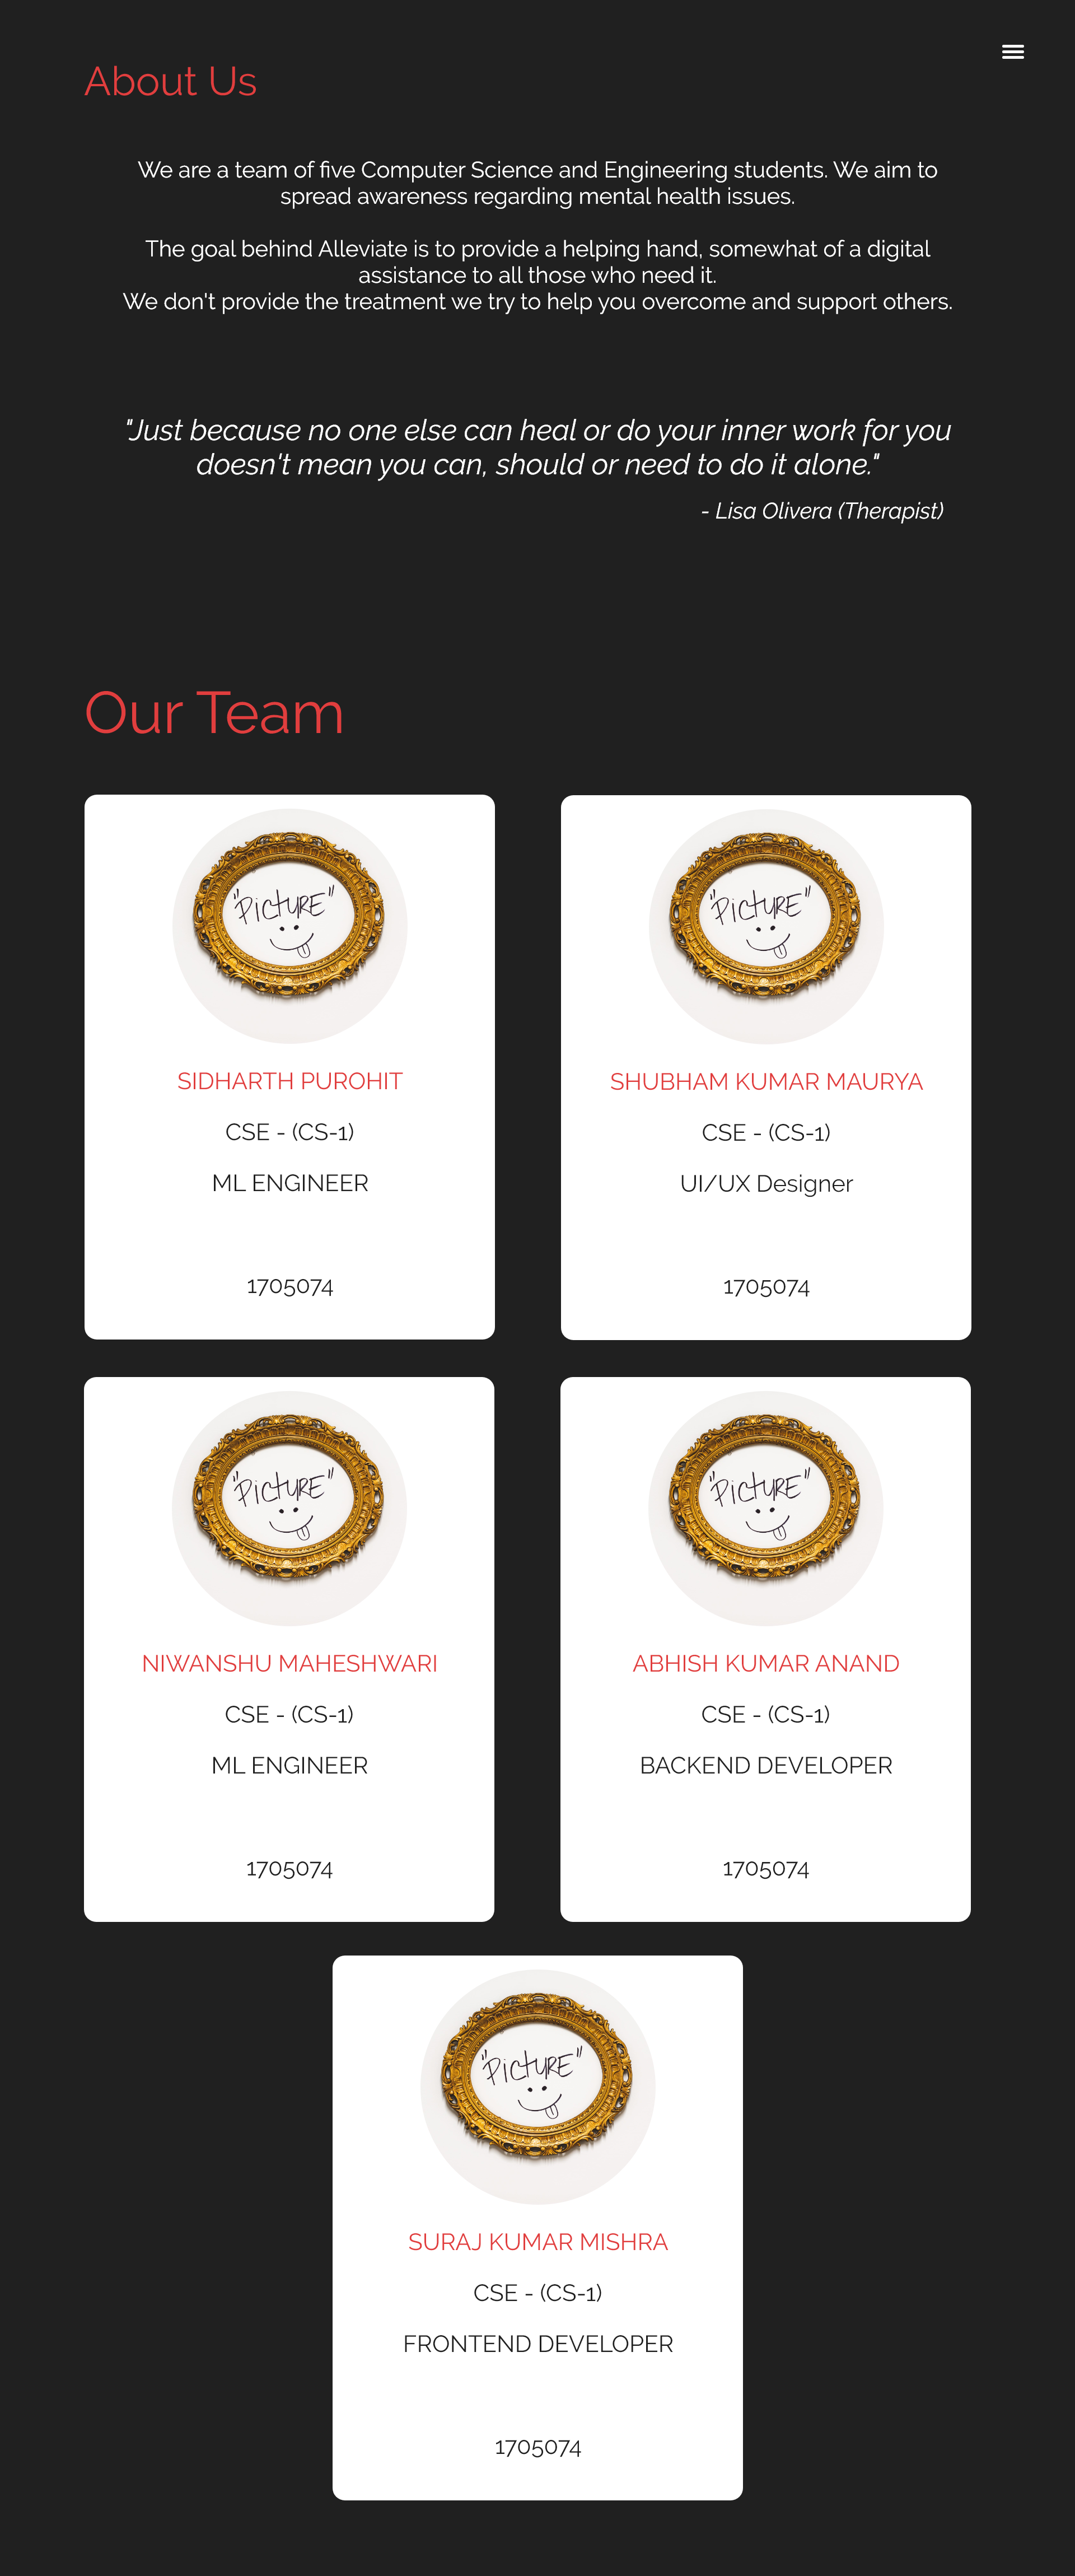 About Us
We are a team of five Computer Science and Engineering students. We aim to
spread awareness regarding mental health issues.
The goal behind Alleviate is to provide a helping hand, somewhat of a digital
assistance to all those who need it.
We don't provide the treatment we try to help you overcome and support others.
"Just because no one else can heal or do your inner work for you
doesn't mean you can, should or need to do it alone."
- Lisa Olivera (Therapist)
Our Team
"PICTURE"
SIDHARTH PUROHIT
CSE - (CS-1)
ML ENGINEER
1705074
"PICTURE"
SHUBHAM KUMAR MAURYA
CSE - (CS-1)
UI/UX Designer
1705074
"PICTURE"
NIWANSHU MAHESHWARI
CSE - (CS-1)
ML ENGINEER
1705074
"PICTURE"
ABHISH KUMAR ANAND
CSE - (CS-1)
BACKEND DEVELOPER
1705074
"PICTURE"
SURAJ KUMAR MISHRA
CSE - (CS-1)
FRONTEND DEVELOPER
1705074